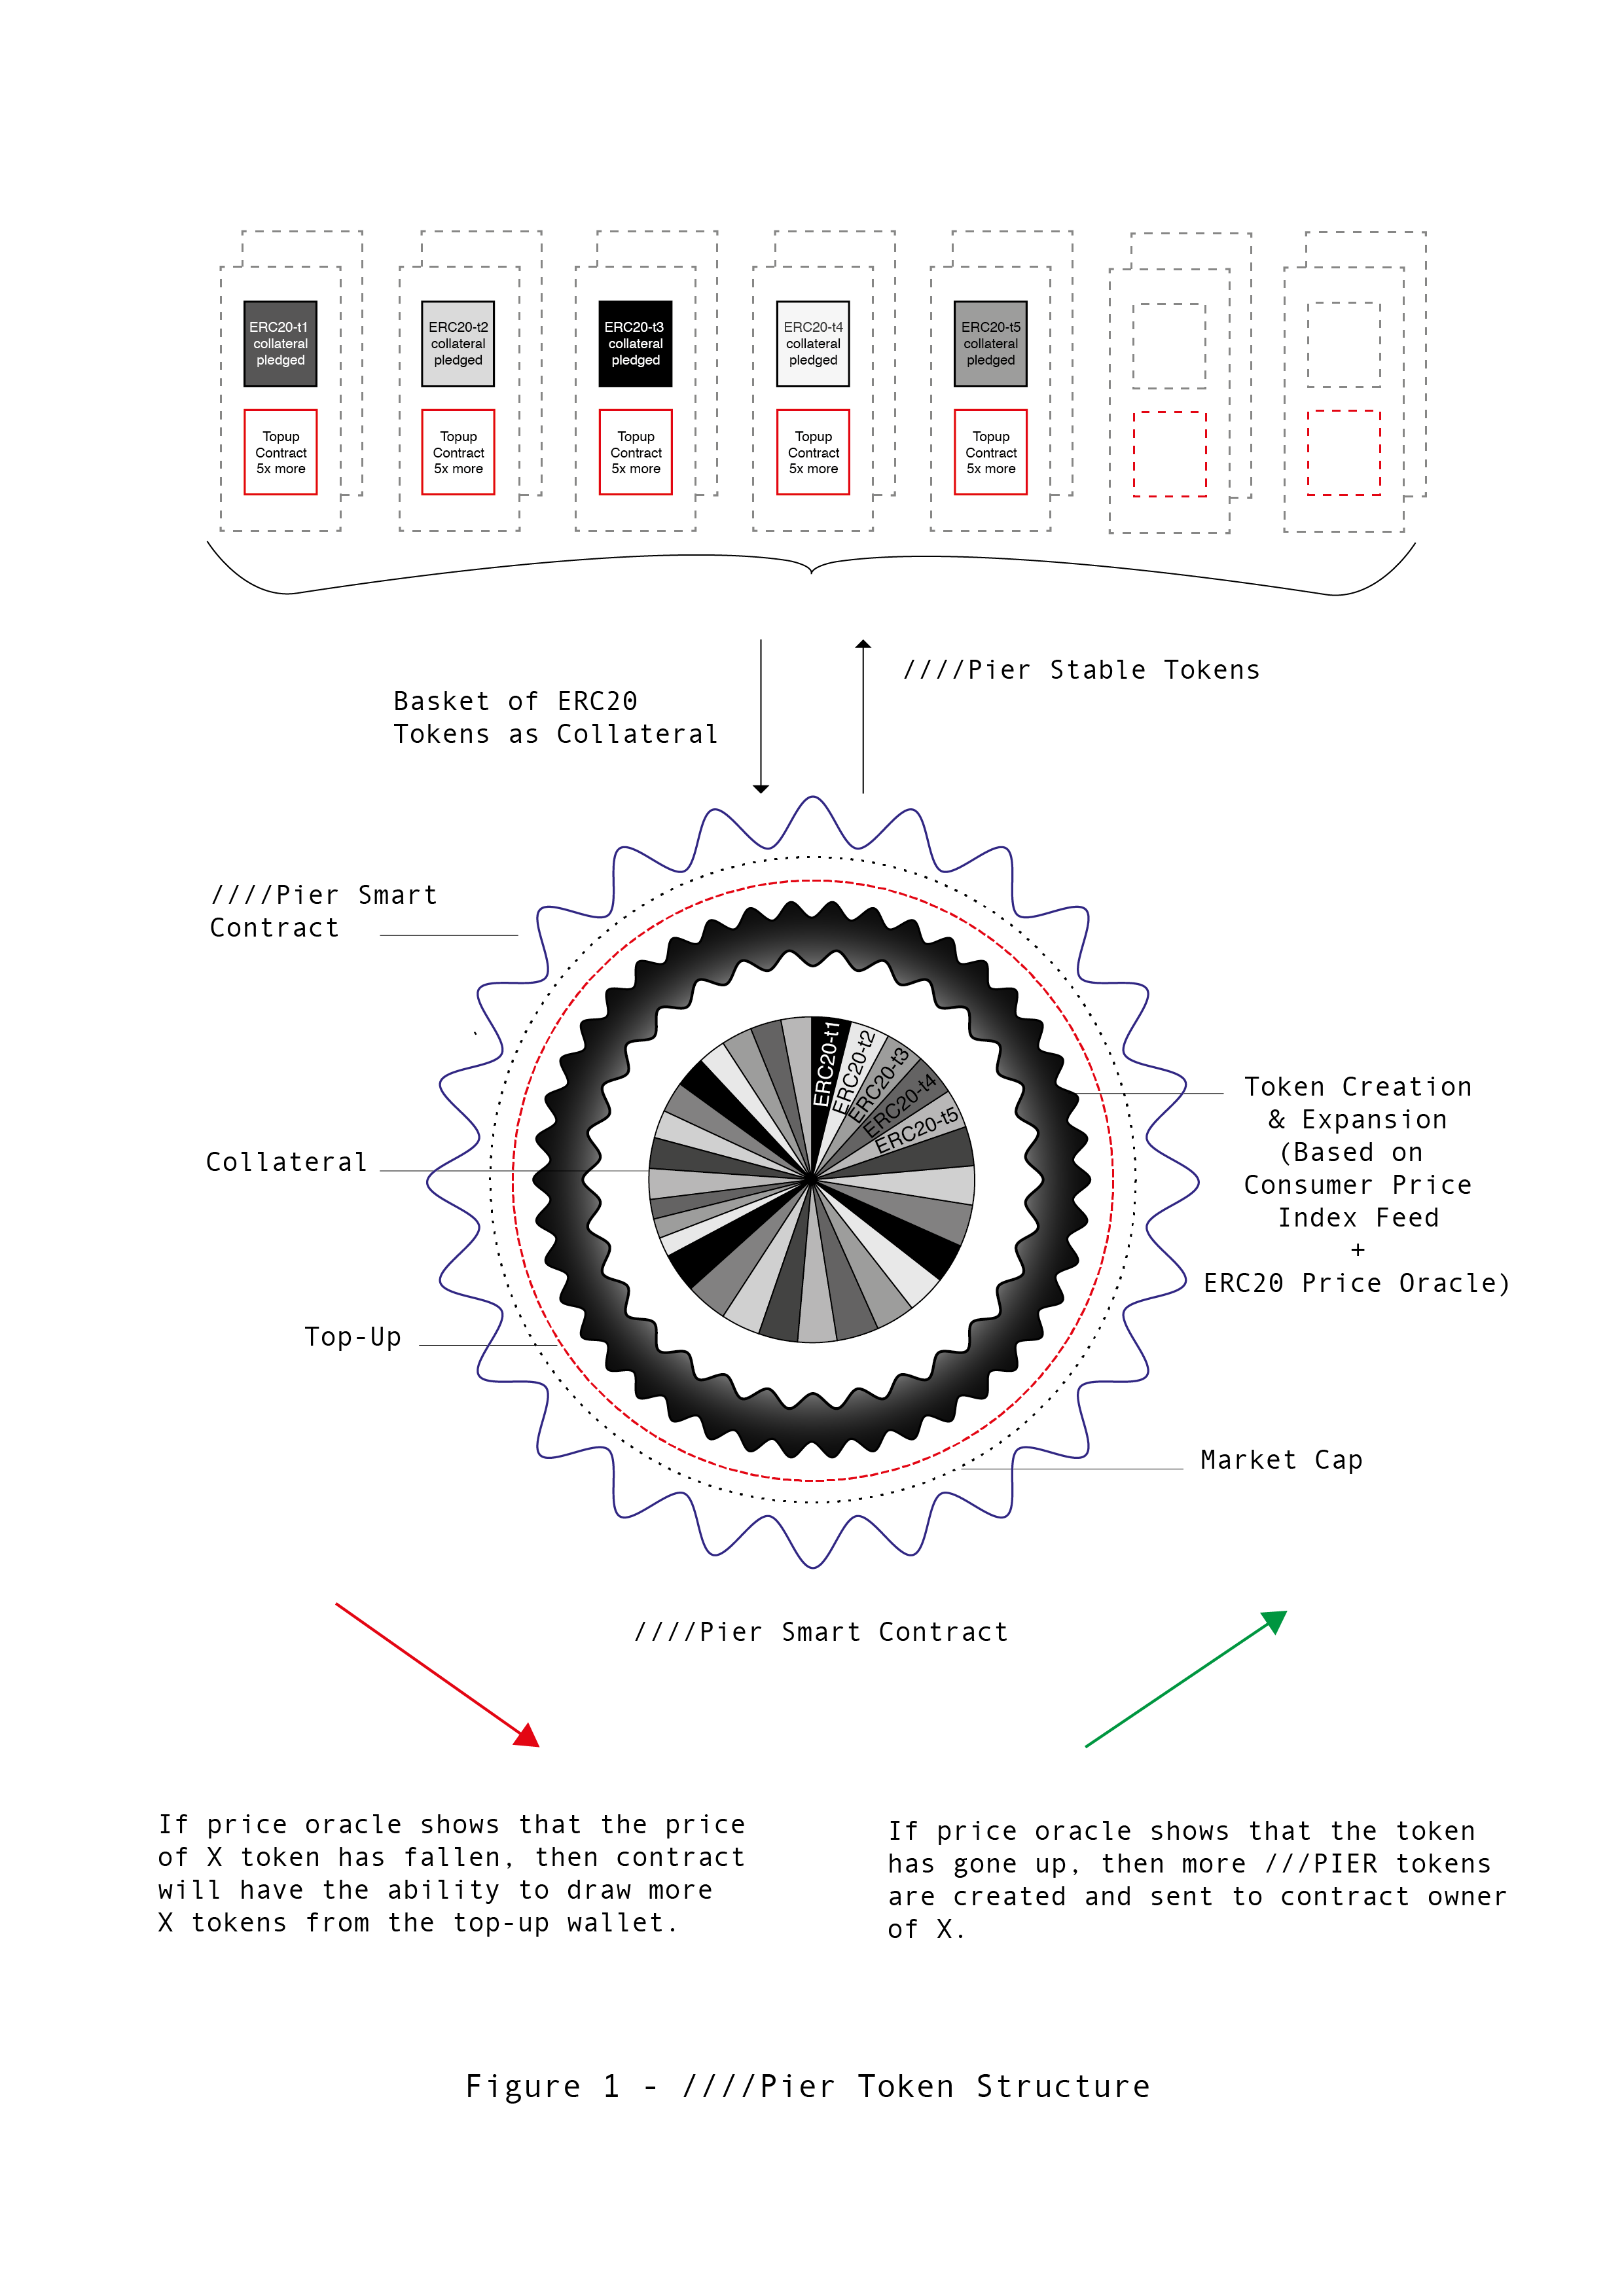 ERC20-t1
collateral
pledged
ERC20-t2
collateral
pledged
ERC20-t3
collateral
pledged
ERC20-t4
collateral
pledged
ERC20-t5
collateral
pledged
Topup
Contract
5x more
Topup
Contract
5x more
Topup
Contract
5x more
Topup
Contract
5x more
Topup
Contract
5x more
Basket of ERC20
Tokens as Collateral
////Pier Stable Tokens
////Pier Smart
Contract
ERC20-t1
ERC20-t2
ERC20-t3
ERC20-t4
ERC20-t5
Collateral
Token Creation
& Expansion
(Based on
Consumer Price
Index Feed
+
ERC20 Price Oracle)
Top-Up
Market Cap
////Pier Smart Contract
If price oracle shows that the price
of X token has fallen, then contract
will have the ability to draw more
X tokens from the top-up wallet.
If price oracle shows that the token
has gone up, then more ///PIER tokens
are created and sent to contract owner
of X.
Figure 1 - ////Pier Token Structure